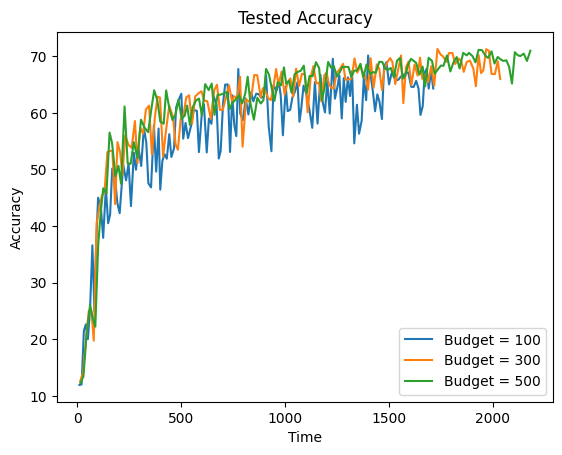 Tested Accuracy
Accuracy
70
60
50
40
30
20
10
0
500
1000
1500
2000
Time
Budget = 100
Budget = 300
Budget = 500